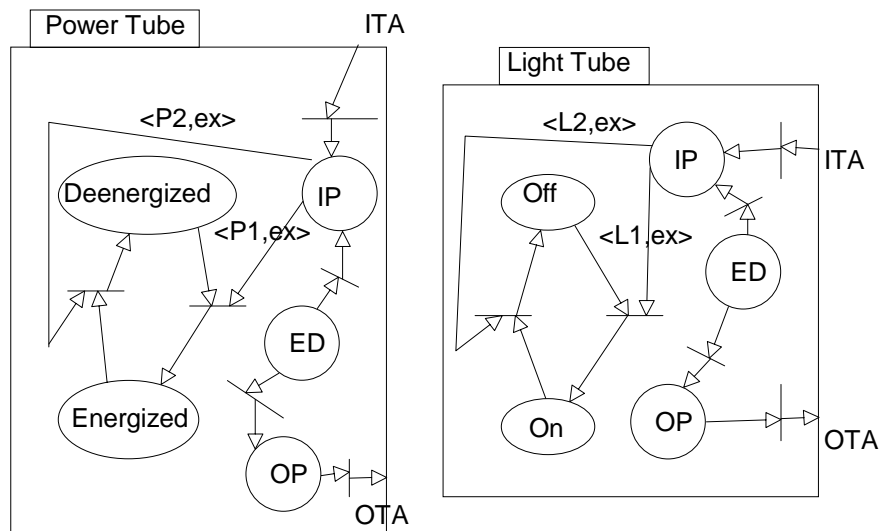 Power Tube
ITA
<P2,ex>
Deenergized
IP
<P1,ex>
ED
Energized
OP
OTA
Light Tube
<L2,ex>
IP
ITA
Off
<L1,ex>
ED
On
OP
OTA